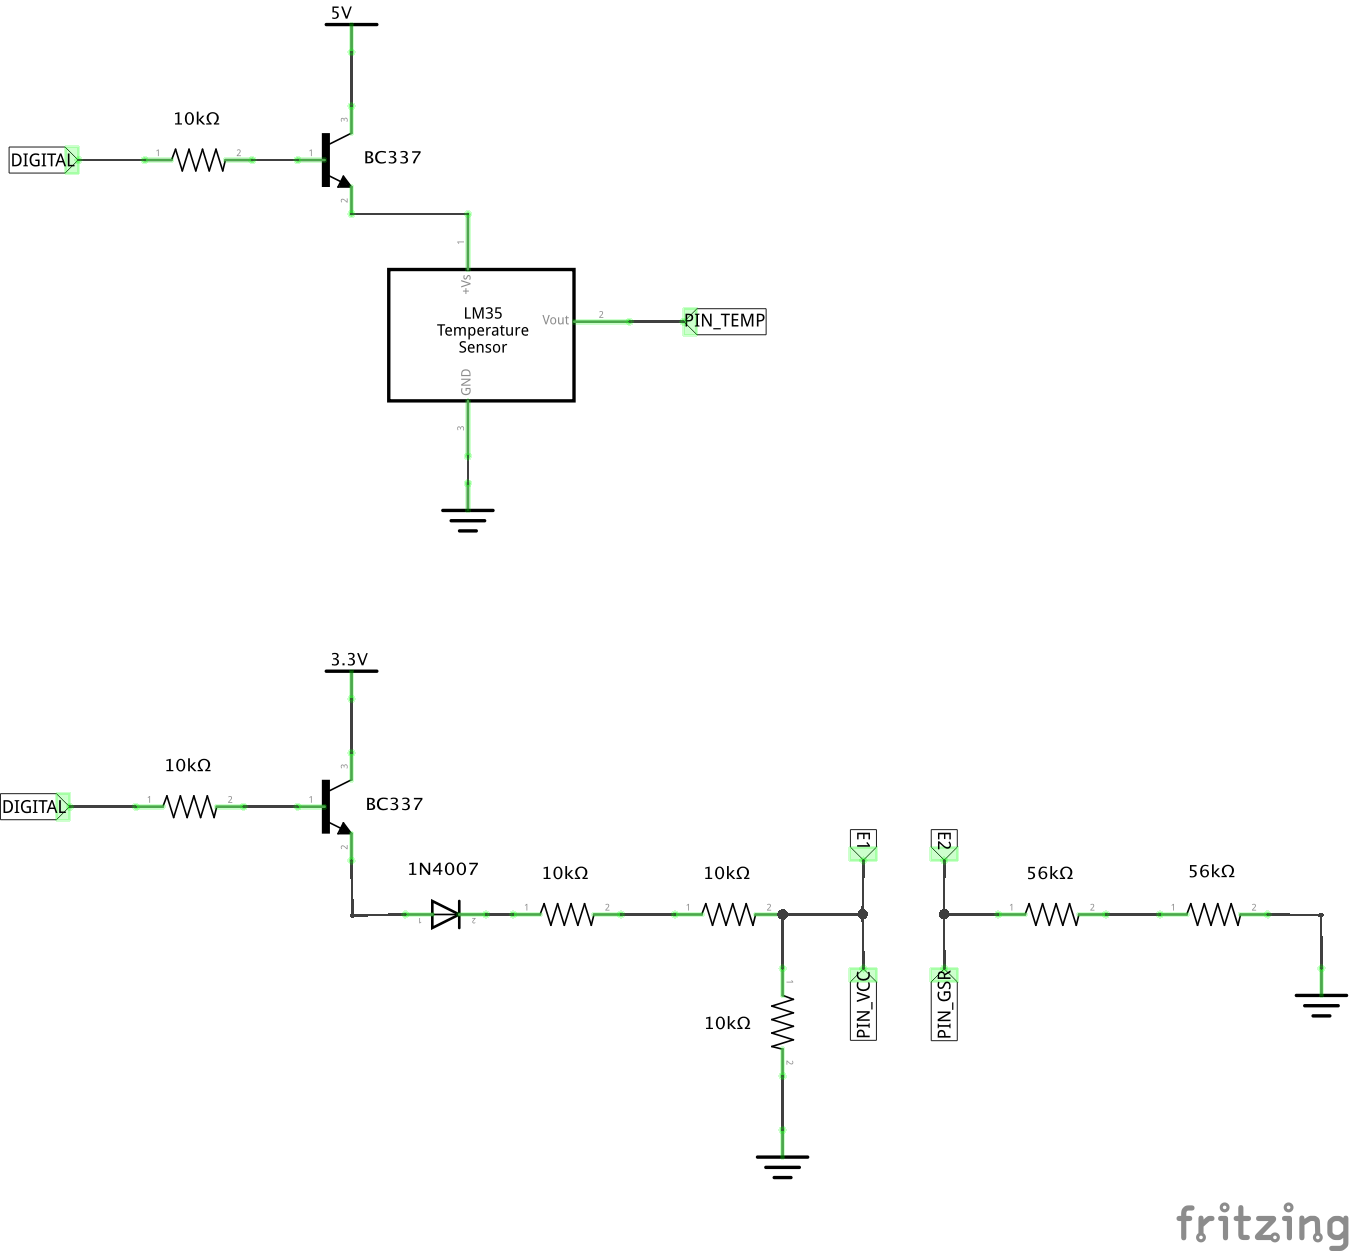 5V
10kΩ
3
DIGITAL
1
2
1
BC337
2
1
+Vs
LM35
Temperature
Sensor
Vout
2
PIN_TEMP
GND
3
3.3V
10kΩ
3
DIGITAL
1
2
1
BC337
2
E1
E2
1N4007
10kΩ
10kΩ
56kΩ
56kΩ
1
2
1
2
1
2
1
2
1
2
1
10kΩ
2
PIN_VCC
PIN_GSR
fritzing